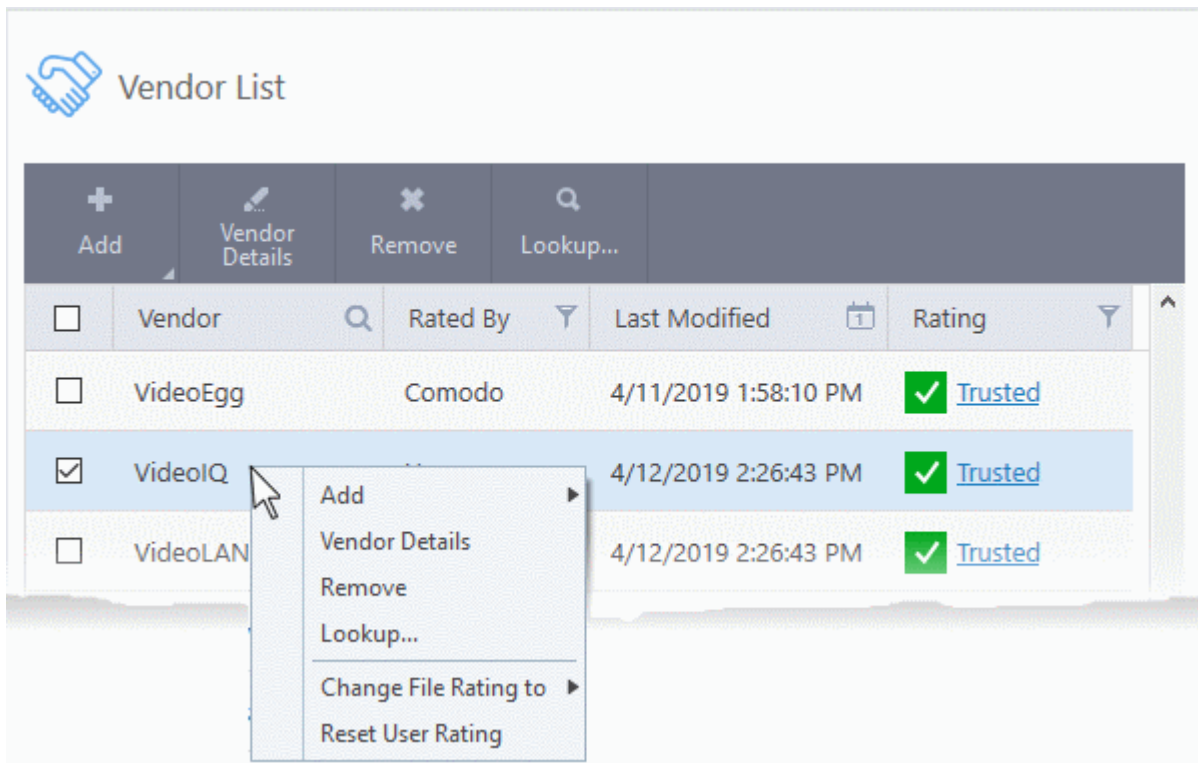 Vendor List
Add
Vendor
Details
Remove
Lookup...
Vendor
Rated By
Last Modified
1
Rating
VideoEgg
Comodo
4/11/2019 1:58:10 PM
Trusted
VideoIQ
4/12/2019 2:26:43 PM
Trusted
VideoLAN
4/12/2019 2:26:43 PM
Trusted
Add
Vendor Details
Remove
Lookup...
Change File Rating to
Reset User Rating